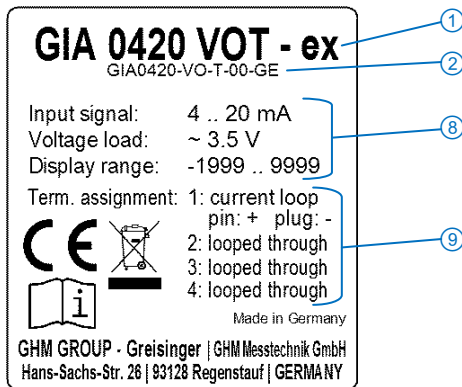 GIA 0420 VOT - ex
1
GIA0420-VO-T-00-GE
2
Input signal: 4 .. 20 mA
Voltage load: ~ 3.5 V
8
Display range: -1999 .. 9999
Term. assignment: 1: current loop
pin: + plug: -
2: looped through
9
3: looped through
4: looped through
CE
i
Made in Germany
GHM GROUP - Greisinger | GHM Messtechnik GmbH
Hans-Sachs-Str. 26 | 93128 Regenstauf | GERMANY